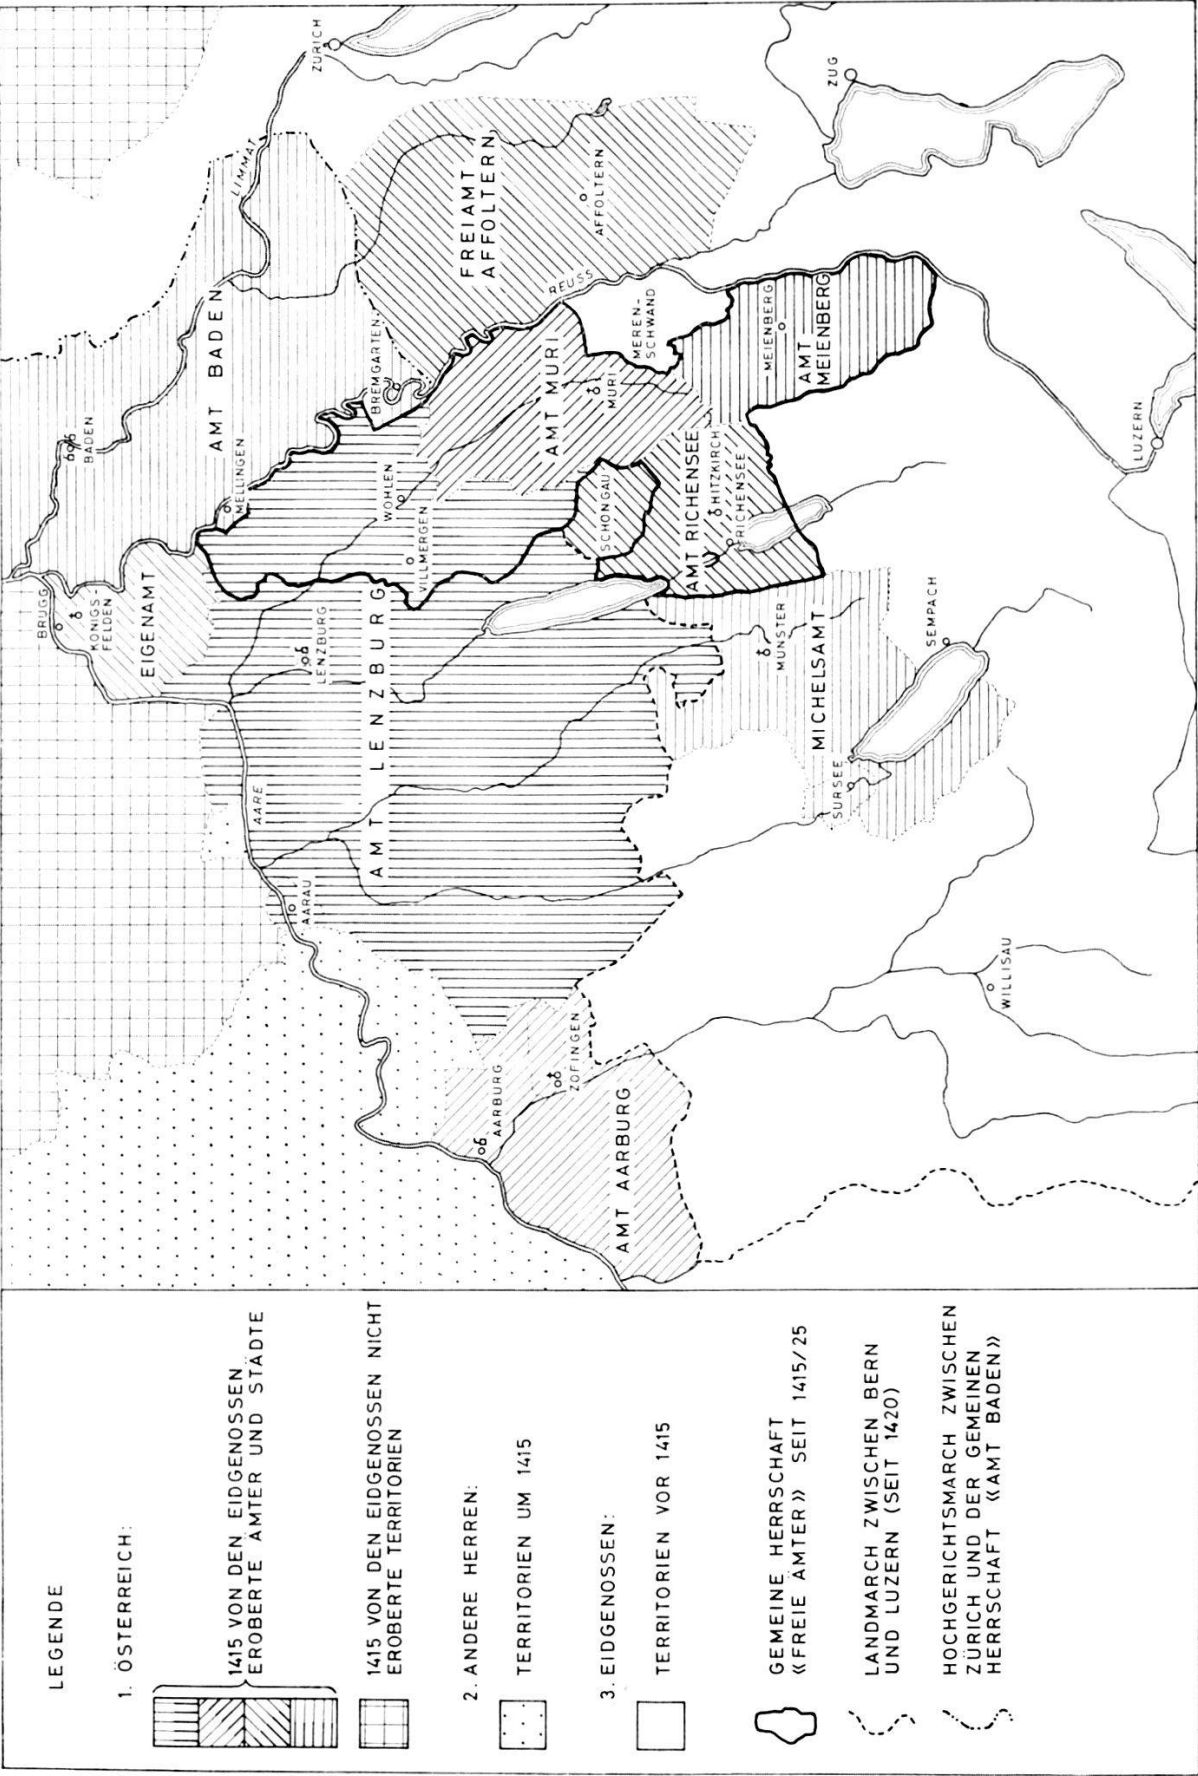 LEGENDE
1. ÖSTERREICH:
1415 VON DEN EIDGENOSSEN
EROBERTE ÄMTER UND STÄDTE
1415 VON DEN EIDGENOSSEN NICHT
EROBERTE TERRITORIEN
2. ANDERE HERREN:
TERRITORIEN UM 1415
3. EIDGENOSSEN:
TERRITORIEN VOR 1415
GEMEINE HERRSCHAFT
«FREIE ÄMTER» SEIT 1415/25
LANDMARCH ZWISCHEN BERN
UND LUZERN (SEIT 1420)
HOCHGERICHTSMARCH ZWISCHEN
ZÜRICH UND DER GEMEINEN
HERRSCHAFT «AMT BADEN»
BRUGG
KÖNIGS-
FELDEN
EIGENAMT
BADEN
AMT BADEN
LIMMAT
ZÜRICH
MELLINGEN
BREMGARTEN
FREIAMT
AFFOLTERN
AFFOLTERN
ZUG
REUSS
AARE
AARAU
LENZBURG
AMT LENZBURG
WOHLEN
VILLMERGEN
AMT MURI
MURI
MEREN-
SCHWAND
MEIENBERG
AMT
MEIENBERG
SCHONGAU
AMT RICHENSEE
HITZKIRCH
RICHENSEE
MÜNSTER
MICHELSAMT
SEMPACH
SURSEE
LUZERN
AARBURG
ZOFINGEN
AMT AARBURG
WILLISAU